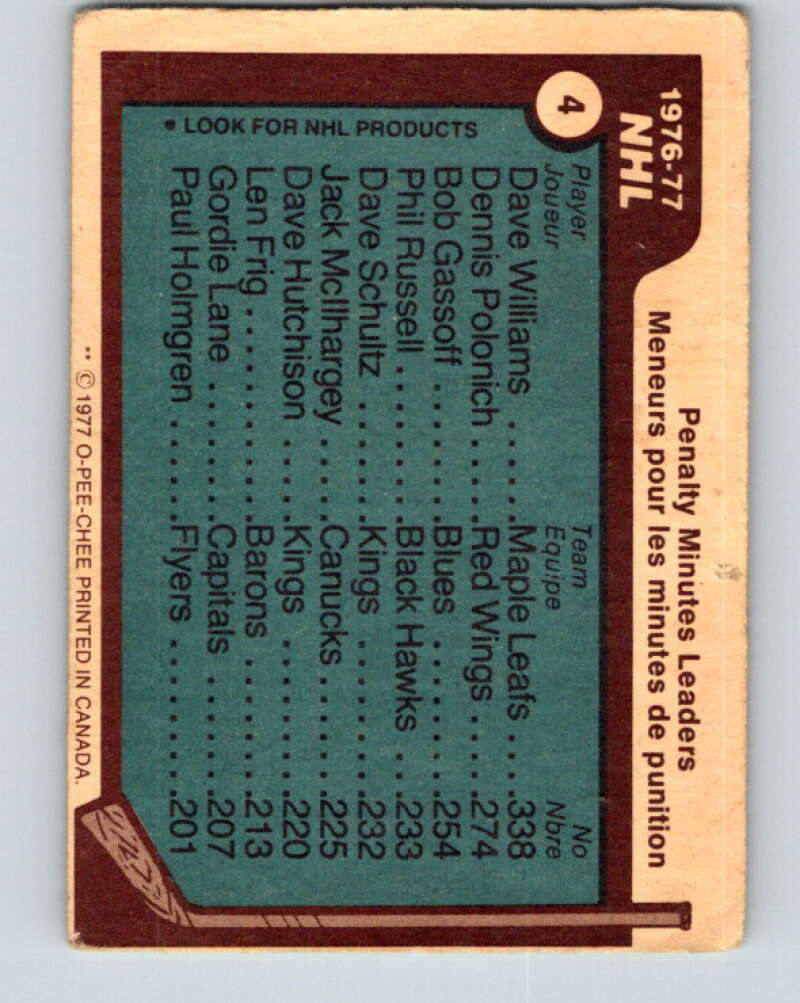 4
1976-77
NHL
Penalty Minutes Leaders
Meneurs pour les minutes de punition
Player Team No
Joueur Equipe Nbre
Dave Williams ......Maple Leafs ...338
Dennis Polonich.....Red Wings ....274
Bob Gassoff ........Blues ........254
Phil Russell.........Black Hawks ...233
Dave Schultz .......Kings .........232
Jack McIlhargey ....Canucks ......225
Dave Hutchison ....Kings .........220
Len Frig ...........Barons ........213
Gordie Lane ........Capitals .......207
Paul Holmgren ......Flyers .........201
• LOOK FOR NHL PRODUCTS
** © 1977 O-PEE-CHEE PRINTED IN CANADA.